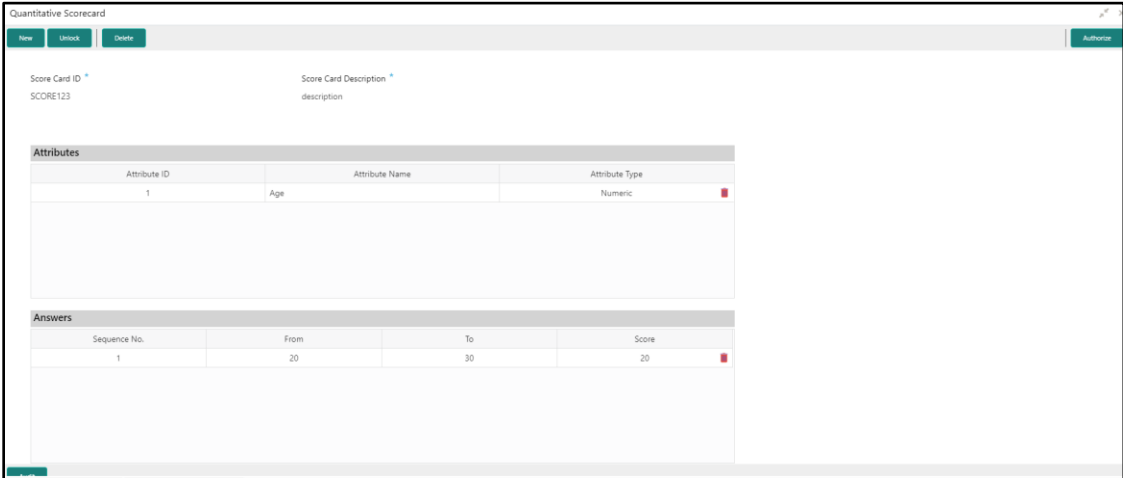 Quantitative Scorecard
New Unlock Delete Authorize
Score Card ID * Score Card Description *
SCORE123 description
Attributes
Attribute ID Attribute Name Attribute Type
1 Age Numeric
Answers
Sequence No. From To Score
1 20 30 20